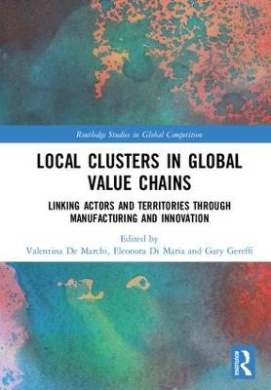 Routledge Studies in Global Competition
LOCAL CLUSTERS IN GLOBAL
VALUE CHAINS
LINKING ACTORS AND TERRITORIES THROUGH
MANUFACTURING AND INNOVATION
Edited by
Valentina De Marchi, Eleonora Di Maria and Gary Gereffi
Routledge